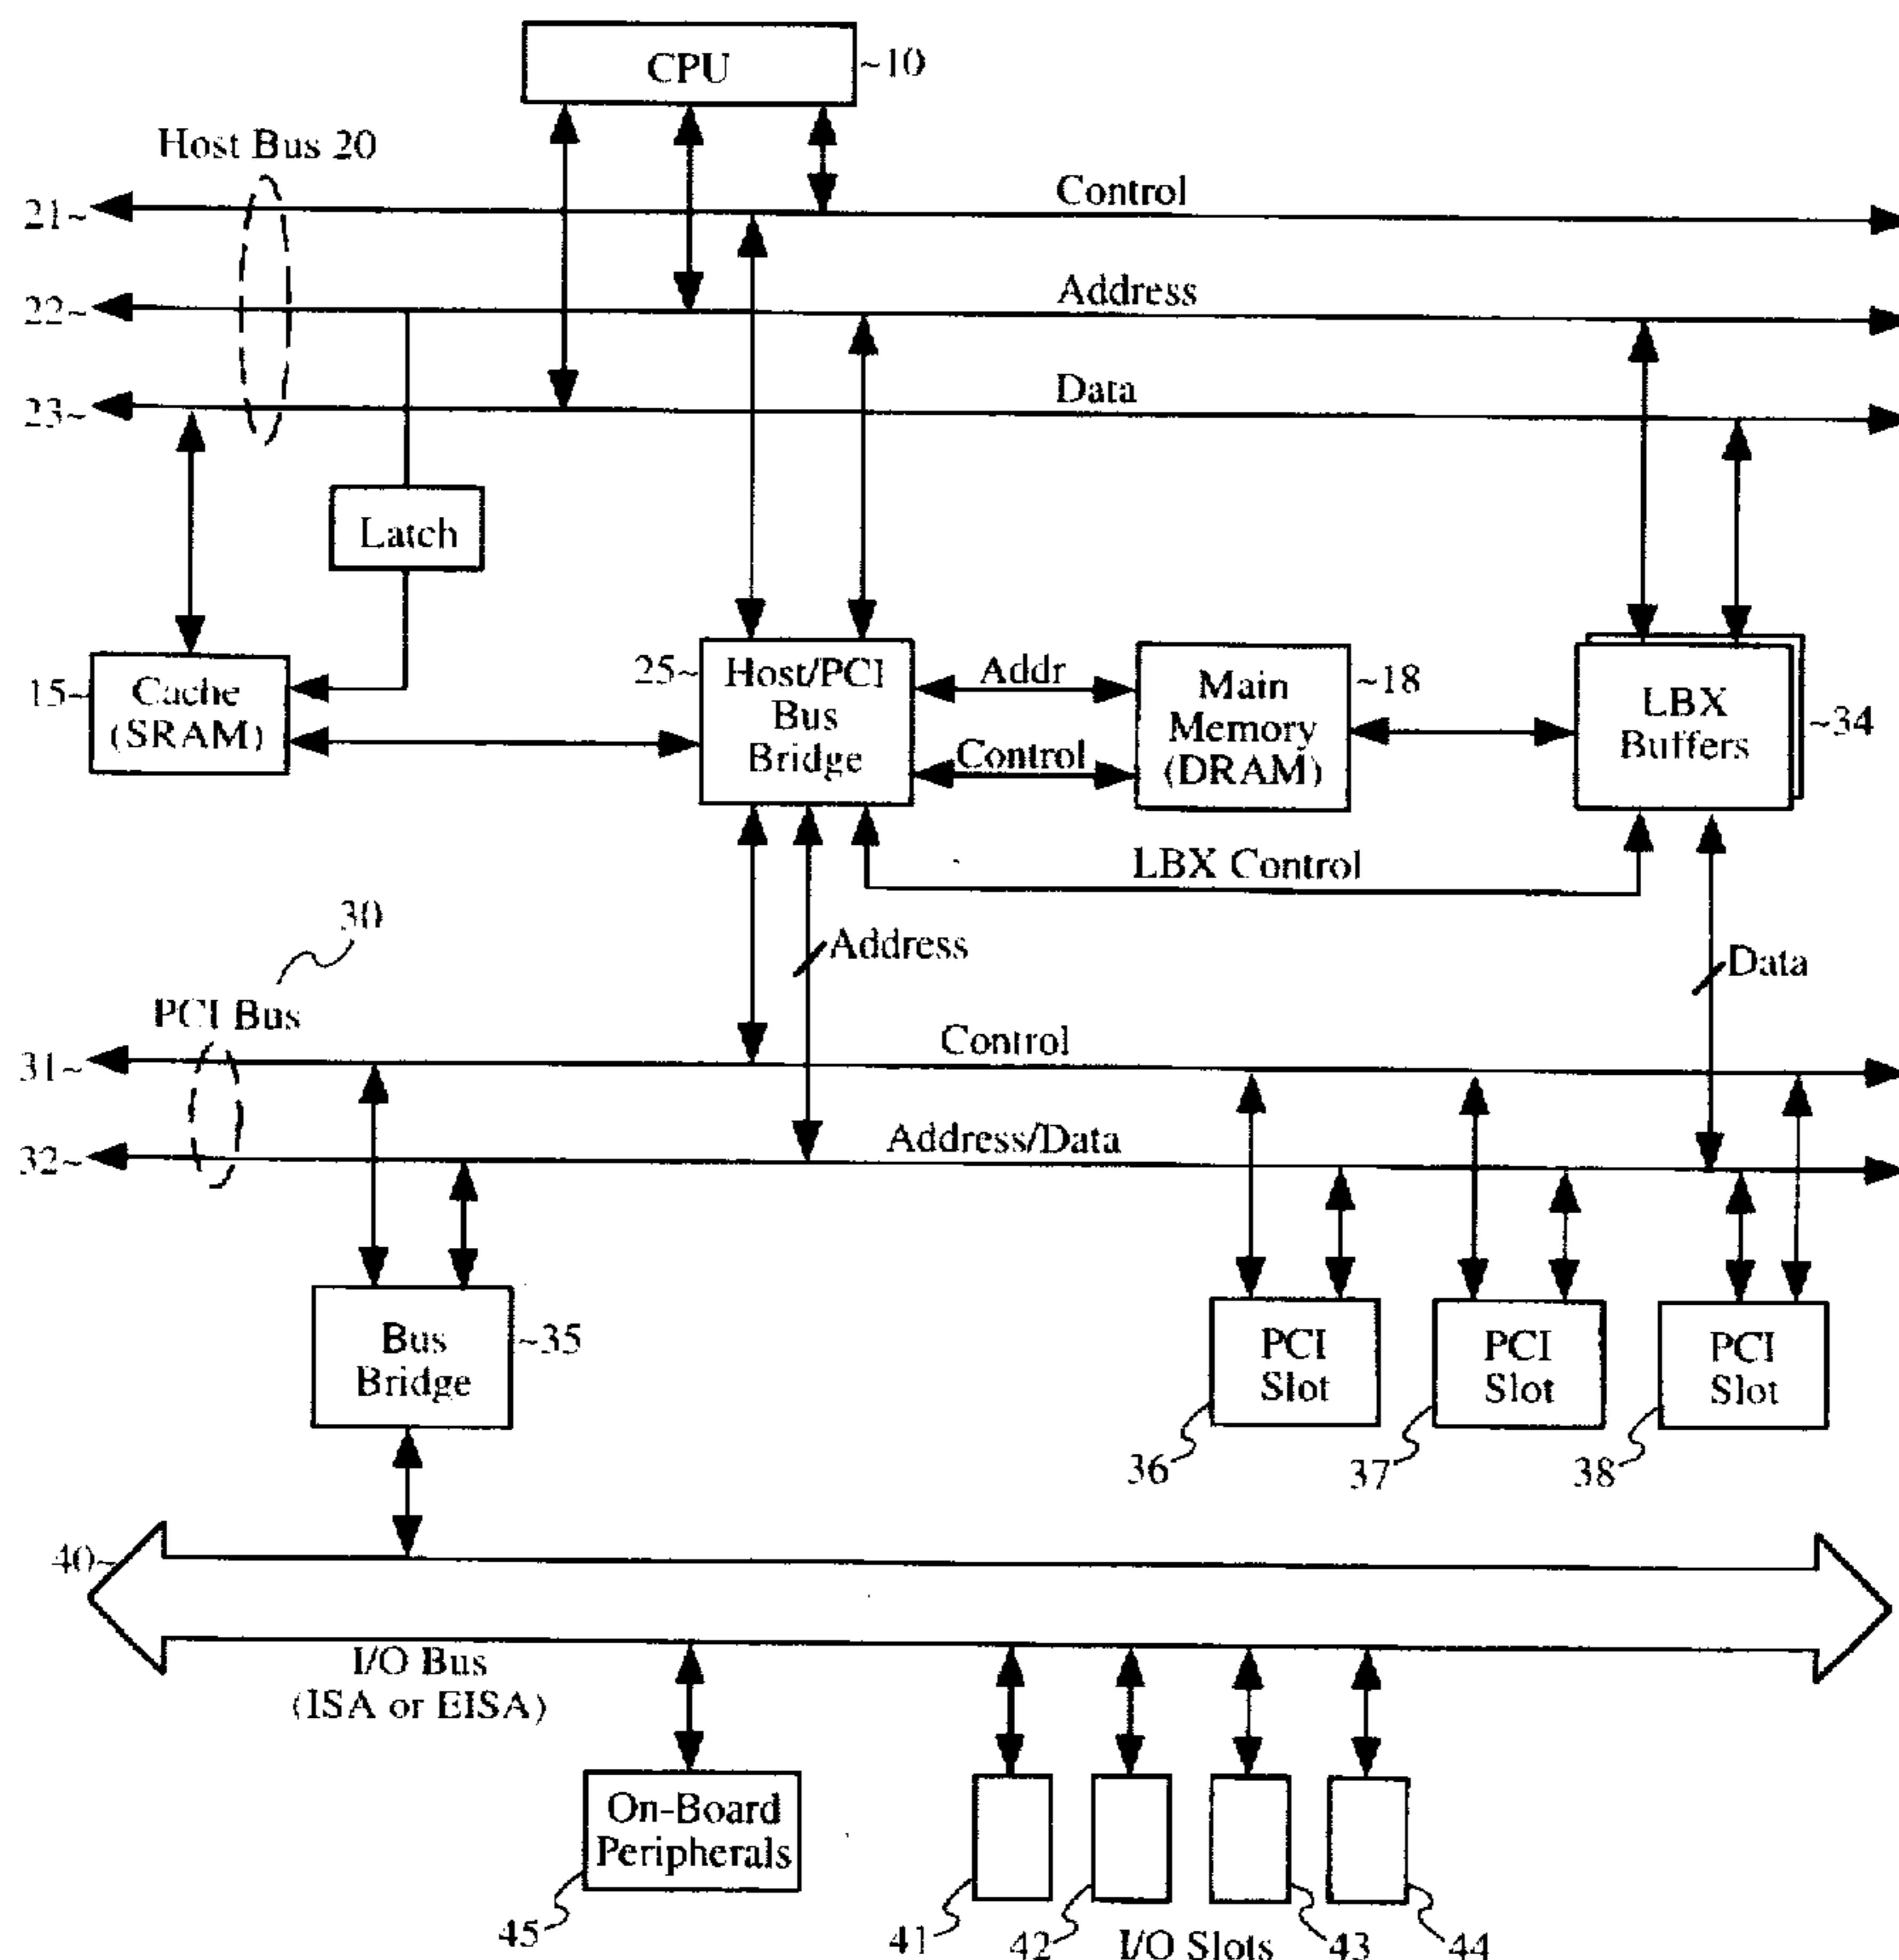 CPU
~10
Host Bus 20
21~
Control
22~
Address
23~
Data
Latch
15~
Cache
(SRAM)
25~
Host/PCI
Bus
Bridge
Addr
Control
Main
Memory
(DRAM)
~18
LBX
Buffers
~34
LBX Control
30
Address
Data
PCI Bus
31~
Control
32~
Address/Data
Bus
Bridge
~35
PCI
Slot
PCI
Slot
PCI
Slot
36
37
38
40~
I/O Bus
(ISA or EISA)
On-Board
Peripherals
45
41
42
I/O Slots
43
44